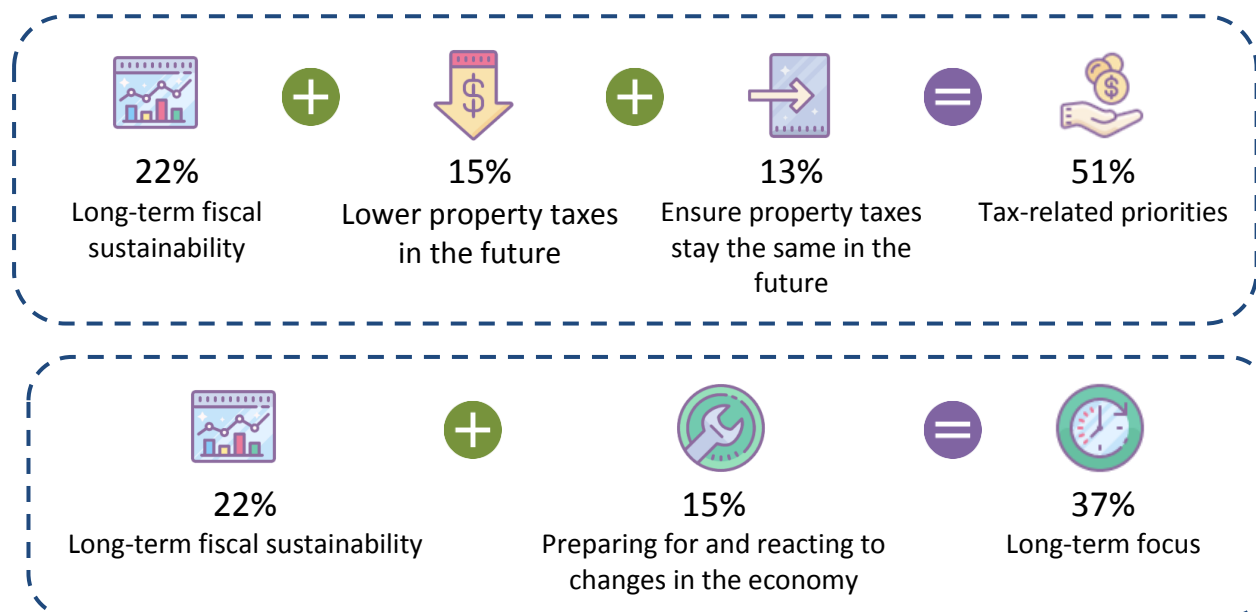 22%
Long-term fiscal
sustainability
15%
Lower property taxes
in the future
13%
Ensure property taxes
stay the same in the
future
51%
Tax-related priorities
22%
Long-term fiscal sustainability
15%
Preparing for and reacting to
changes in the economy
37%
Long-term focus